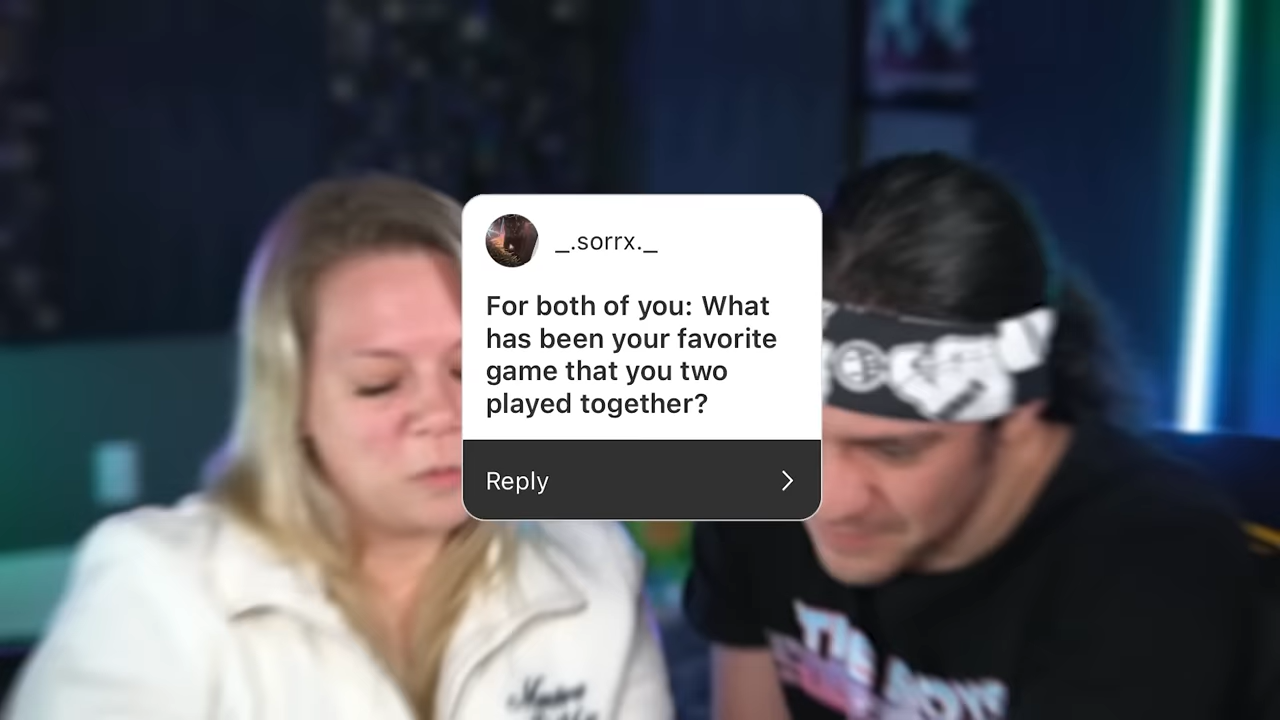 _.sorrx._
For both of you: What
has been your favorite
game that you two
played together?
Reply